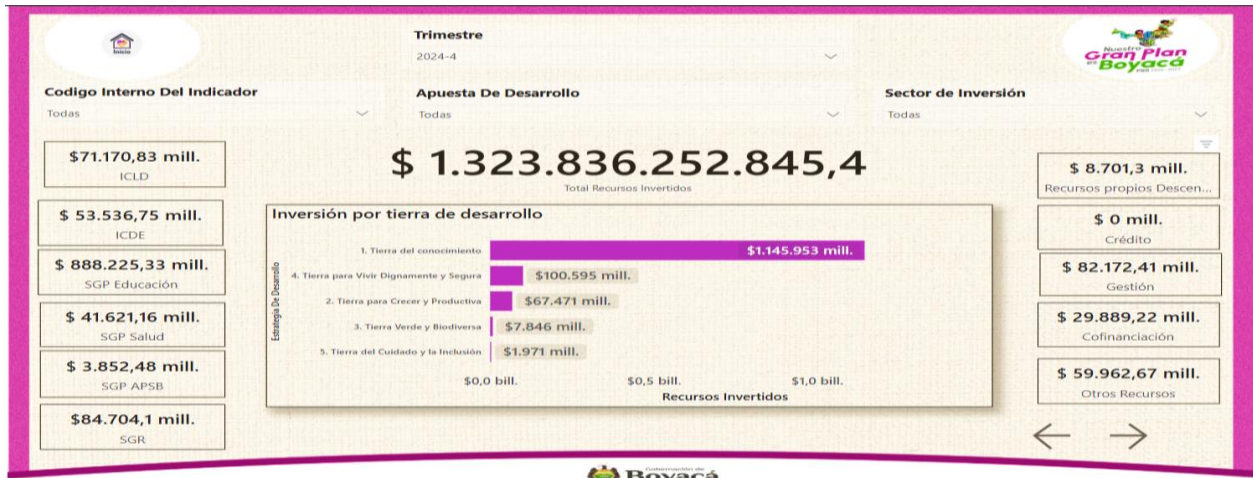 Inicio
Trimestre
2024-4
Nuestro
Gran Plan
es Boyacá
Codigo Interno Del Indicador
Todas
Apuesta De Desarrollo
Todas
Sector de Inversión
Todas
$71.170,83 mill.
ICLD
$ 53.536,75 mill.
ICDE
$ 888.225,33 mill.
SGP Educación
$ 41.621,16 mill.
SGP Salud
$ 3.852,48 mill.
SGP APSB
$84.704,1 mill.
SGR
$ 1.323.836.252.845,4
Total Recursos Invertidos
Inversión por tierra de desarrollo
Estrategia De Desarrollo
1. Tierra del conocimiento $1.145.953 mill.
4. Tierra para Vivir Dignamente y Segura $100.595 mill.
2. Tierra para Crecer y Productiva $67.471 mill.
3. Tierra Verde y Biodiversa $7.846 mill.
5. Tierra del Cuidado y la Inclusión $1.971 mill.
$0,0 bill. $0,5 bill. $1,0 bill.
Recursos Invertidos
$ 8.701,3 mill.
Recursos propios Descen...
$ 0 mill.
Crédito
$ 82.172,41 mill.
Gestión
$ 29.889,22 mill.
Cofinanciación
$ 59.962,67 mill.
Otros Recursos
Gobernación de
Boyacá